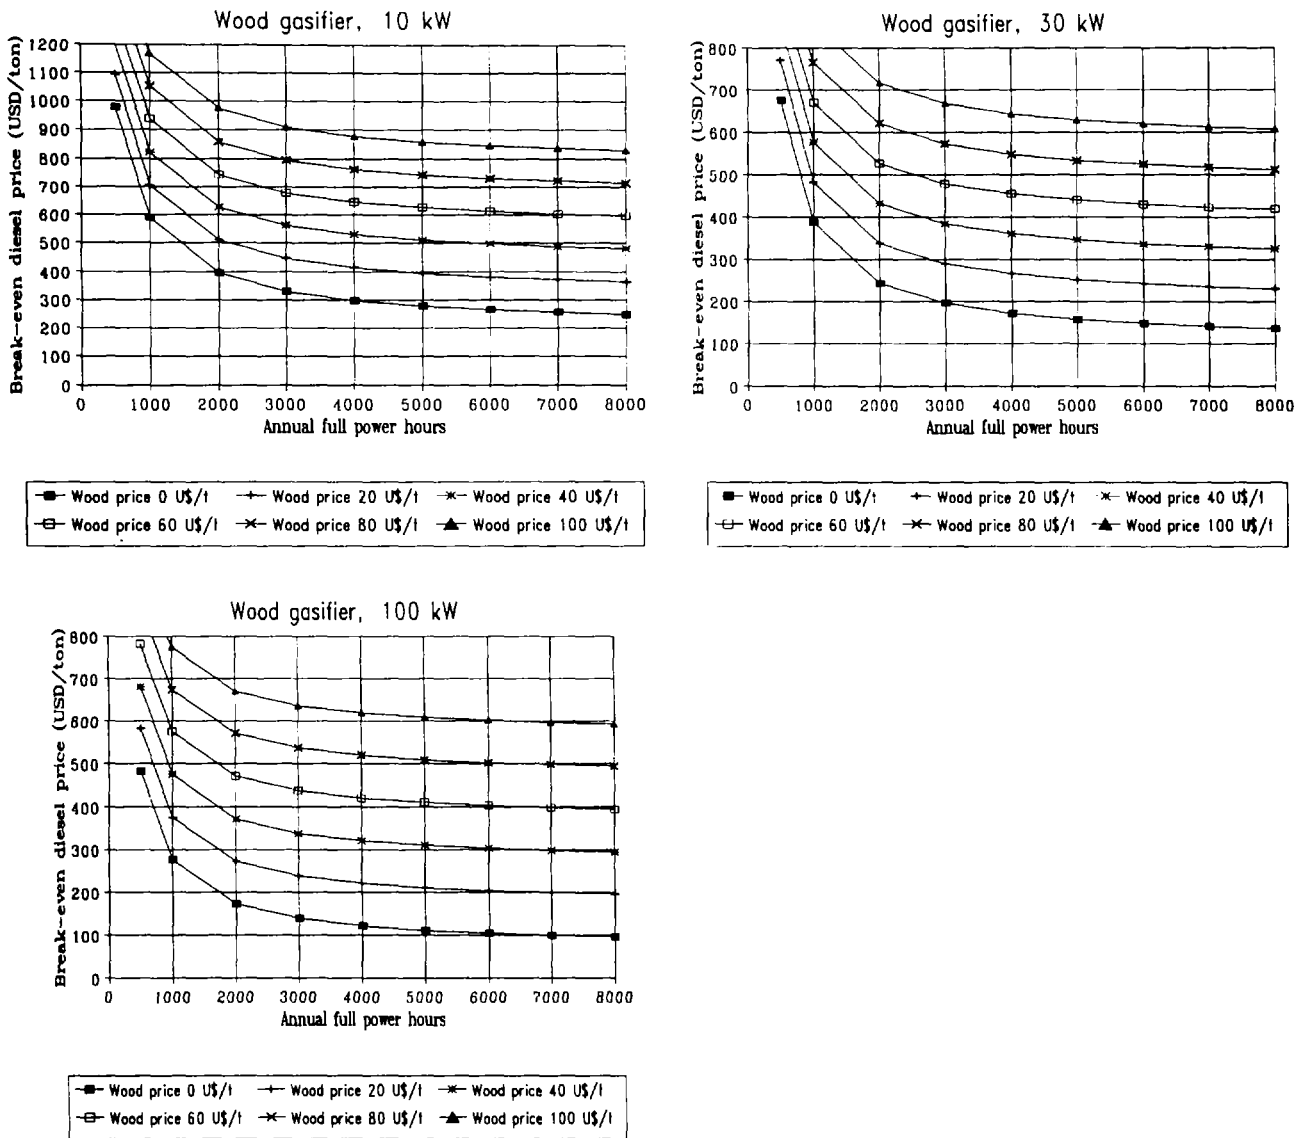 Wood gasifier, 10 kW
Break-even diesel price (USD/ton)
1200
1100
1000
900
800
700
600
500
400
300
200
100
0
0 1000 2000 3000 4000 5000 6000 7000 8000
Annual full power hours
Wood price 0 U$/t Wood price 20 U$/t Wood price 40 U$/t
Wood price 60 U$/t Wood price 80 U$/t Wood price 100 U$/t
Wood gasifier, 30 kW
Break-even diesel price (USD/ton)
800
700
600
500
400
300
200
100
0
0 1000 2000 3000 4000 5000 6000 7000 8000
Annual full power hours
Wood price 0 U$/t Wood price 20 U$/t Wood price 40 U$/t
Wood price 60 U$/t Wood price 80 U$/t Wood price 100 U$/t
Wood gasifier, 100 kW
Break-even diesel price (USD/ton)
800
700
600
500
400
300
200
100
0
0 1000 2000 3000 4000 5000 6000 7000 8000
Annual full power hours
Wood price 0 U$/t Wood price 20 U$/t Wood price 40 U$/t
Wood price 60 U$/t Wood price 80 U$/t Wood price 100 U$/t